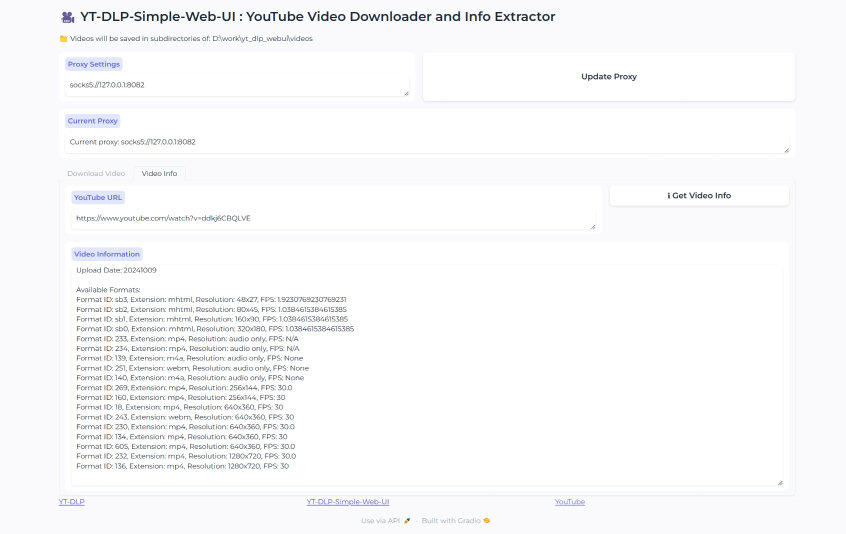 YT-DLP-Simple-Web-UI : YouTube Video Downloader and Info Extractor
Videos will be saved in subdirectories of: D:\work\yt_dlp_webui\videos
Proxy Settings
socks5://127.0.0.1:8082
Update Proxy
Current Proxy
Current proxy: socks5://127.0.0.1:8082
Download Video Video Info
YouTube URL
https://www.youtube.com/watch?v=ddkj6CBQLVE
ℹ Get Video Info
Video Information
Upload Date: 20241009
Available Formats:
Format ID: sb3, Extension: mhtml, Resolution: 48x27, FPS: 1.9230769230769231
Format ID: sb2, Extension: mhtml, Resolution: 80x45, FPS: 1.0384615384615385
Format ID: sb1, Extension: mhtml, Resolution: 160x90, FPS: 1.0384615384615385
Format ID: sb0, Extension: mhtml, Resolution: 320x180, FPS: 1.0384615384615385
Format ID: 233, Extension: mp4, Resolution: audio only, FPS: N/A
Format ID: 234, Extension: mp4, Resolution: audio only, FPS: N/A
Format ID: 139, Extension: m4a, Resolution: audio only, FPS: None
Format ID: 251, Extension: webm, Resolution: audio only, FPS: None
Format ID: 140, Extension: m4a, Resolution: audio only, FPS: None
Format ID: 269, Extension: mp4, Resolution: 256x144, FPS: 30.0
Format ID: 160, Extension: mp4, Resolution: 256x144, FPS: 30
Format ID: 18, Extension: mp4, Resolution: 640x360, FPS: 30
Format ID: 243, Extension: webm, Resolution: 640x360, FPS: 30
Format ID: 230, Extension: mp4, Resolution: 640x360, FPS: 30.0
Format ID: 134, Extension: mp4, Resolution: 640x360, FPS: 30
Format ID: 605, Extension: mp4, Resolution: 640x360, FPS: 30.0
Format ID: 232, Extension: mp4, Resolution: 1280x720, FPS: 30.0
Format ID: 136, Extension: mp4, Resolution: 1280x720, FPS: 30
YT-DLP YT-DLP-Simple-Web-UI YouTube
Use via API · Built with Gradio